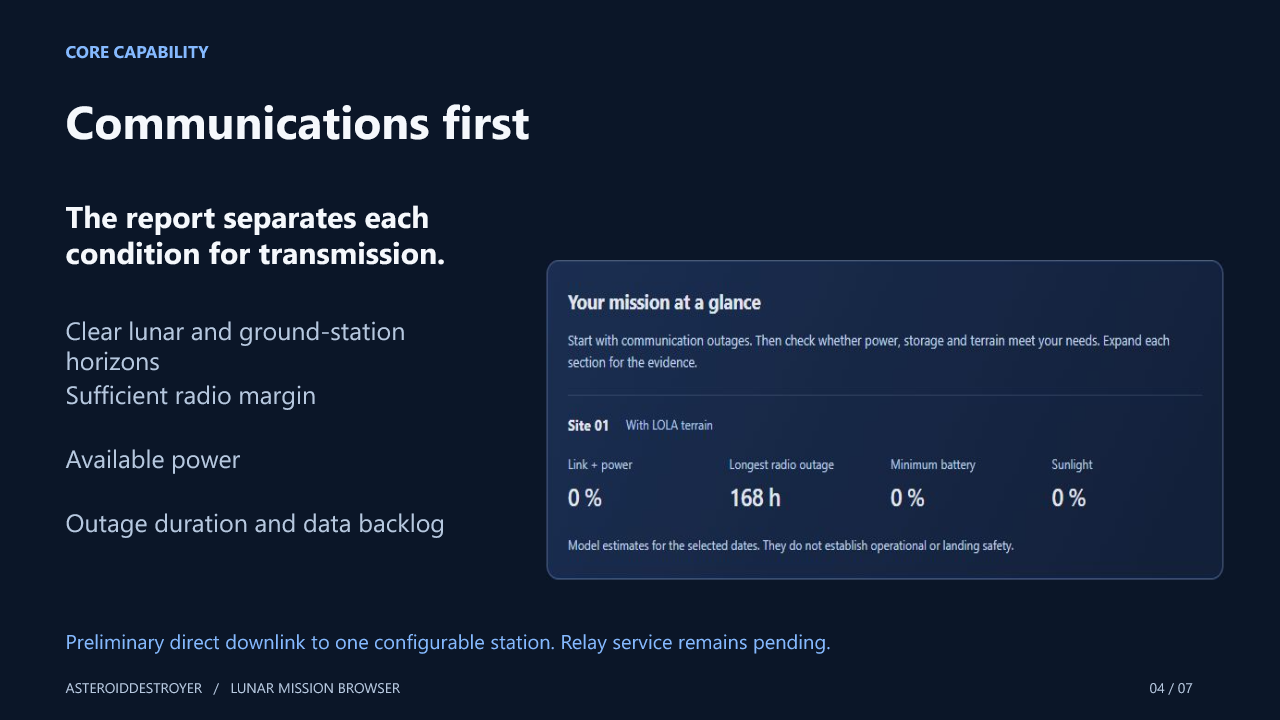 CORE CAPABILITY
Communications first
The report separates each
condition for transmission.
Clear lunar and ground-station
horizons
Sufficient radio margin
Available power
Outage duration and data backlog
Your mission at a glance
Start with communication outages. Then check whether power, storage and terrain meet your needs. Expand each
section for the evidence.
Site 01 With LOLA terrain
Link + power Longest radio outage Minimum battery Sunlight
0 % 168 h 0 % 0 %
Model estimates for the selected dates. They do not establish operational or landing safety.
Preliminary direct downlink to one configurable station. Relay service remains pending.
ASTEROIDDESTROYER / LUNAR MISSION BROWSER 04 / 07